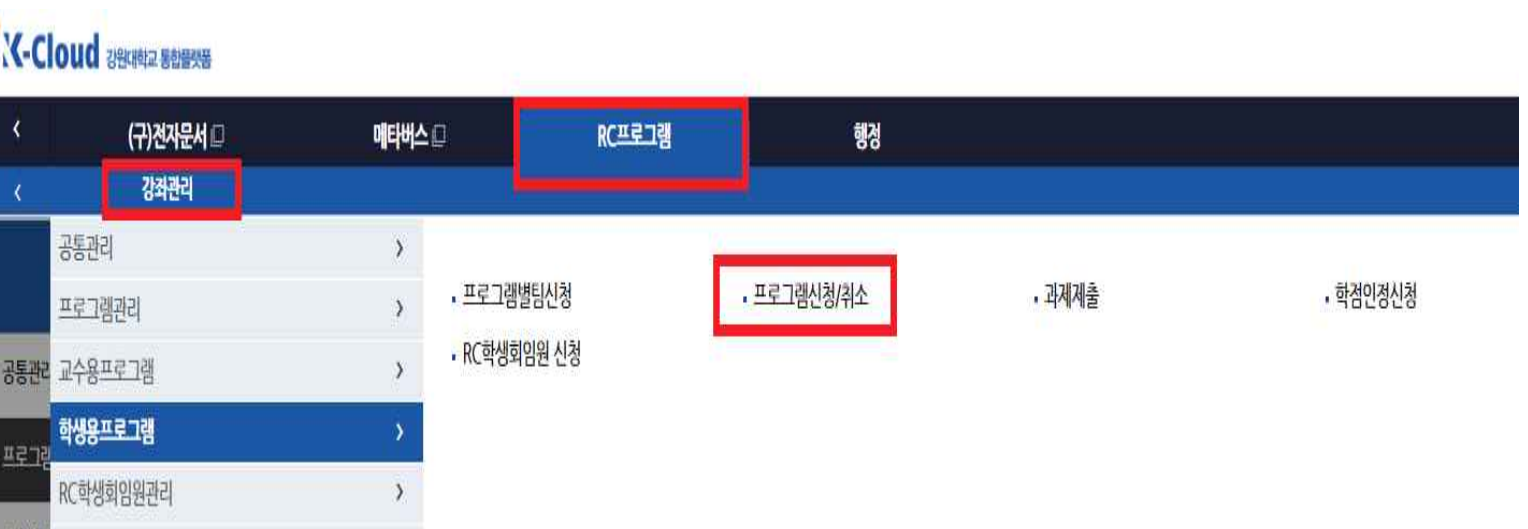 K-Cloud 강원대학교 통합플랫폼
(구)전자문서 메타버스 RC프로그램 행정
강좌관리
공통관리
프로그램관리
교수용프로그램
학생용프로그램
RC학생회임원관리
프로그램별팀신청 프로그램신청/취소 과제제출 학점인정신청
RC학생회임원 신청
공통관리
프로그램